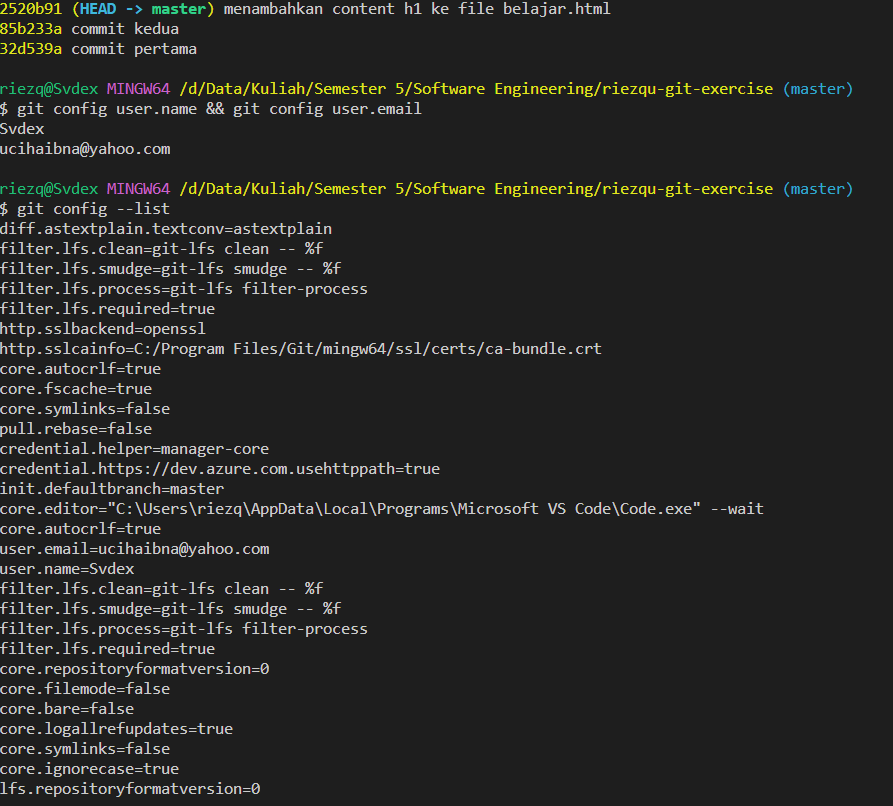 2520b91 (HEAD -> master) menambahkan content h1 ke file belajar.html
85b233a commit kedua
32d539a commit pertama
riezq@Svdex MINGW64 /d/Data/Kuliah/Semester 5/Software Engineering/riezqu-git-exercise (master)
$ git config user.name && git config user.email
Svdex
ucihaibna@yahoo.com
riezq@Svdex MINGW64 /d/Data/Kuliah/Semester 5/Software Engineering/riezqu-git-exercise (master)
$ git config --list
diff.astextplain.textconv=astextplain
filter.lfs.clean=git-lfs clean -- %f
filter.lfs.smudge=git-lfs smudge -- %f
filter.lfs.process=git-lfs filter-process
filter.lfs.required=true
http.sslbackend=openssl
http.sslcainfo=C:/Program Files/Git/mingw64/ssl/certs/ca-bundle.crt
core.autocrlf=true
core.fscache=true
core.symlinks=false
pull.rebase=false
credential.helper=manager-core
credential.https://dev.azure.com.usehttppath=true
init.defaultbranch=master
core.editor="C:\Users\riezq\AppData\Local\Programs\Microsoft VS Code\Code.exe" --wait
core.autocrlf=true
user.email=ucihaibna@yahoo.com
user.name=Svdex
filter.lfs.clean=git-lfs clean -- %f
filter.lfs.smudge=git-lfs smudge -- %f
filter.lfs.process=git-lfs filter-process
filter.lfs.required=true
core.repositoryformatversion=0
core.filemode=false
core.bare=false
core.logallrefupdates=true
core.symlinks=false
core.ignorecase=true
lfs.repositoryformatversion=0